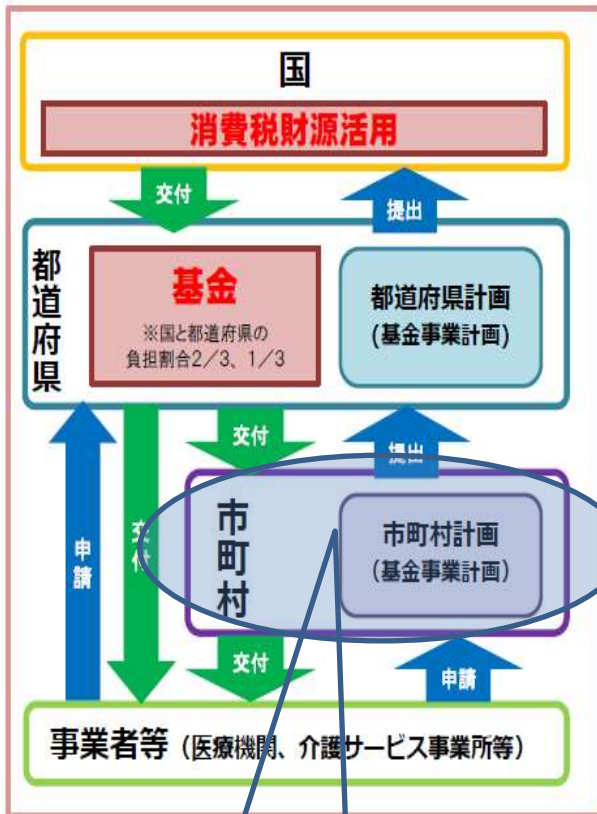 国
消費税財源活用
交付
提出
都道府県
基金
※国と都道府県の
負担割合2／3、1／3
都道府県計画
(基金事業計画)
交付
提出
申請
交付
市町村
市町村計画
(基金事業計画)
交付
申請
事業者等（医療機関、介護サービス事業所等）